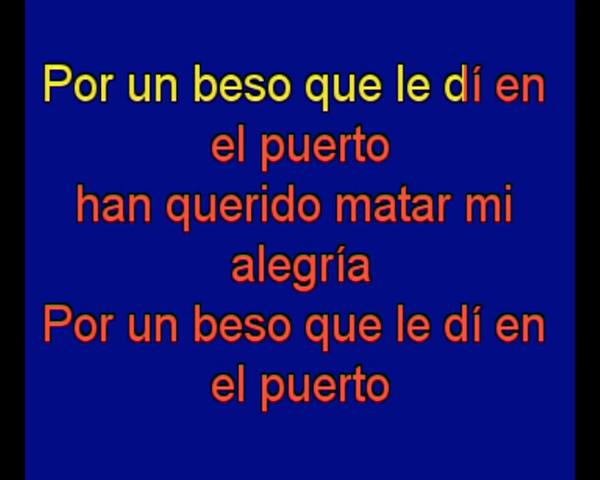 Por un beso que le dí en
el puerto
han querido matar mi
alegría
Por un beso que le dí en
el puerto